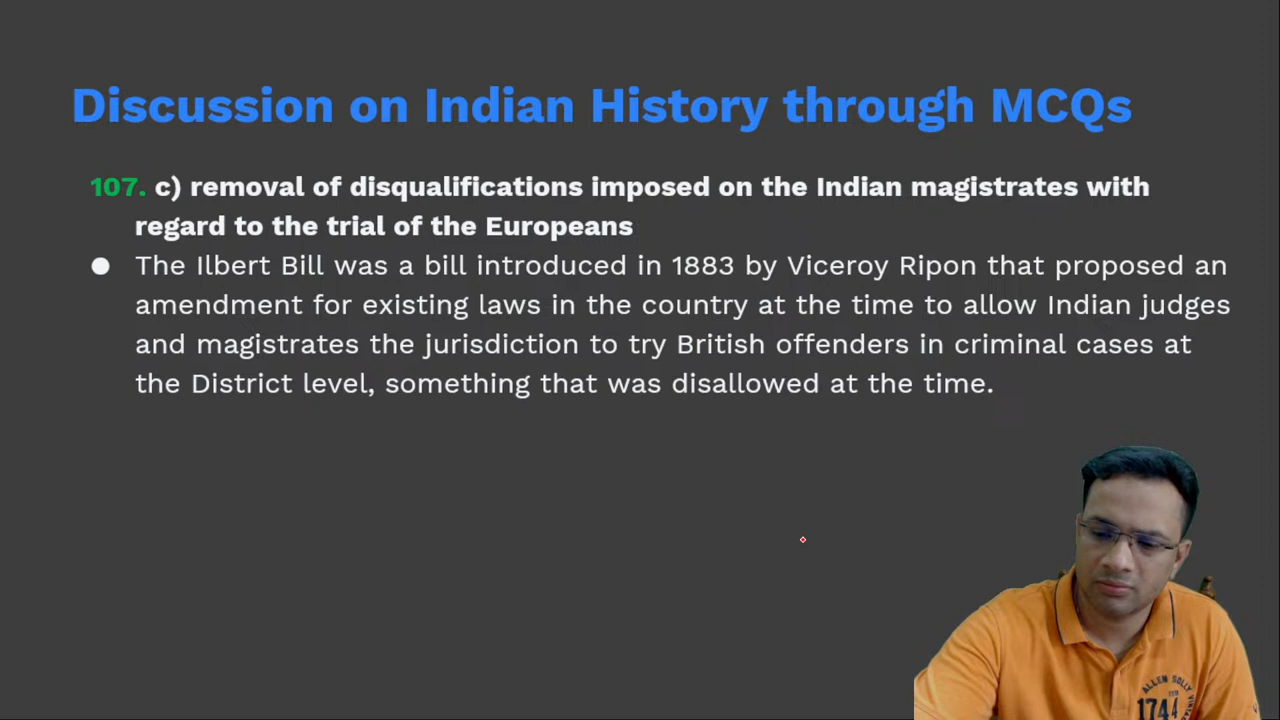 Discussion on Indian History through MCQs
107. c) removal of disqualifications imposed on the Indian magistrates with
regard to the trial of the Europeans
● The Ilbert Bill was a bill introduced in 1883 by Viceroy Ripon that proposed an
amendment for existing laws in the country at the time to allow Indian judges
and magistrates the jurisdiction to try British offenders in criminal cases at
the District level, something that was disallowed at the time.
ALLEN SOLLY
1744